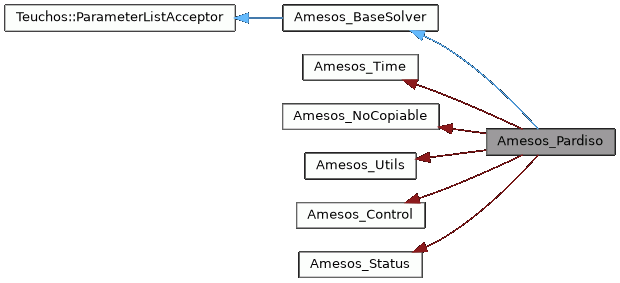 Teuchos::ParameterListAcceptor
Amesos_BaseSolver
Amesos_Time
Amesos_NoCopiable
Amesos_Pardiso
Amesos_Utils
Amesos_Control
Amesos_Status